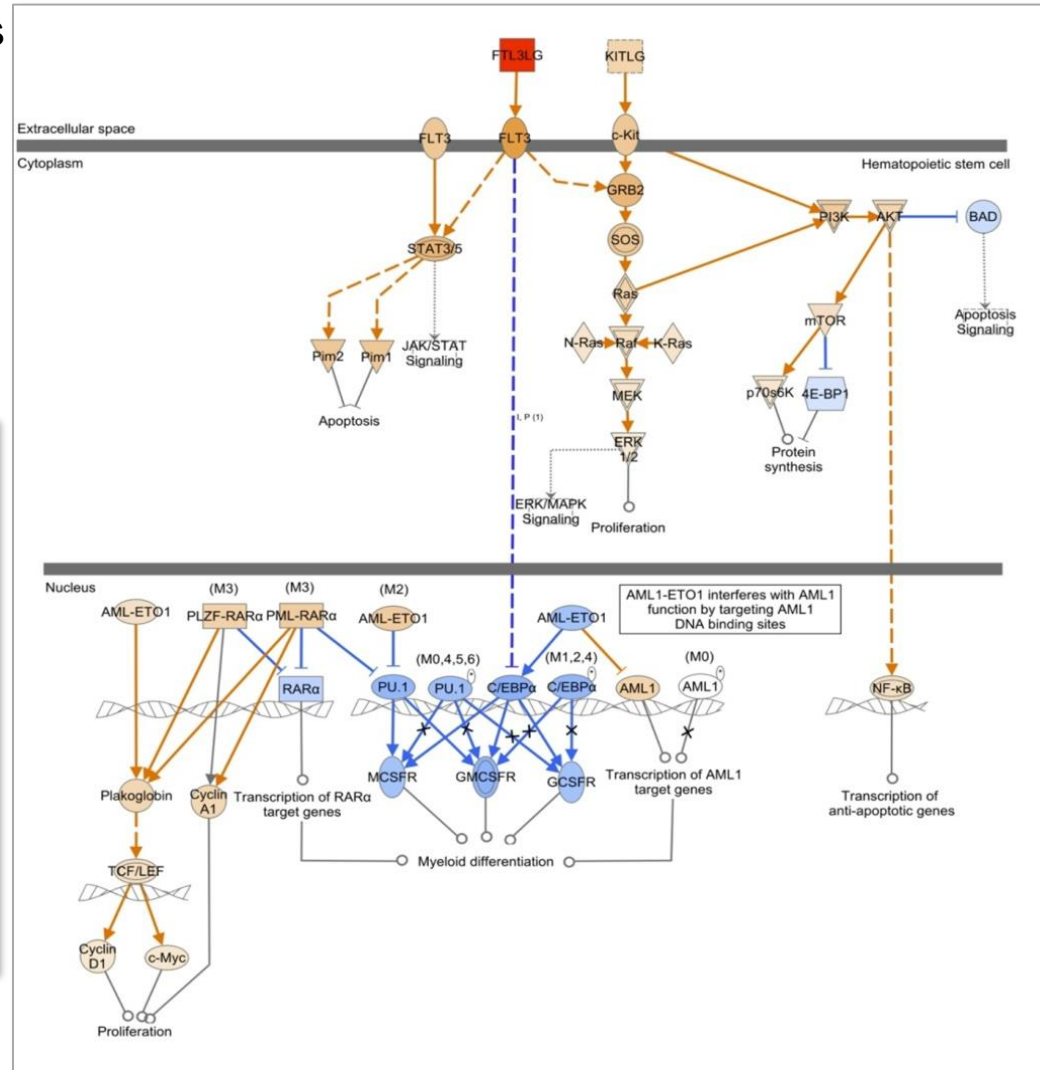 s
FTL3LG
KITLG
Extracellular space
FLT3
FLT3
c-Kit
Cytoplasm
Hematopoietic stem cell
GRB2
PI3K
AKT
BAD
SOS
STAT3/5
Ras
mTOR
Apoptosis
Signaling
N-Ras
Raf
K-Ras
Pim2
Pim1
JAK/STAT
Signaling
MEK
p70s6K
4E-BP1
Apoptosis
I, P (1)
ERK
1/2
Protein
synthesis
ERK/MAPK
Signaling
Proliferation
Nucleus
(M3)
(M3)
(M2)
AML-ETO1
PLZF-RARα
PML-RARα
AML-ETO1
AML-ETO1
AML1-ETO1 interferes with AML1
function by targeting AML1
DNA binding sites
(M0,4,5,6)
(M1,2,4)
(M0)
RARα
PU.1
PU.1
C/EBPα
C/EBPα
AML1
AML1
NF-κB
MCSFR
GMCSFR
GCSFR
Transcription of AML1
target genes
Plakoglobin
Cyclin
A1
Transcription of RARα
target genes
Transcription of
anti-apoptotic genes
Myeloid differentiation
TCF/LEF
Cyclin
D1
c-Myc
Proliferation